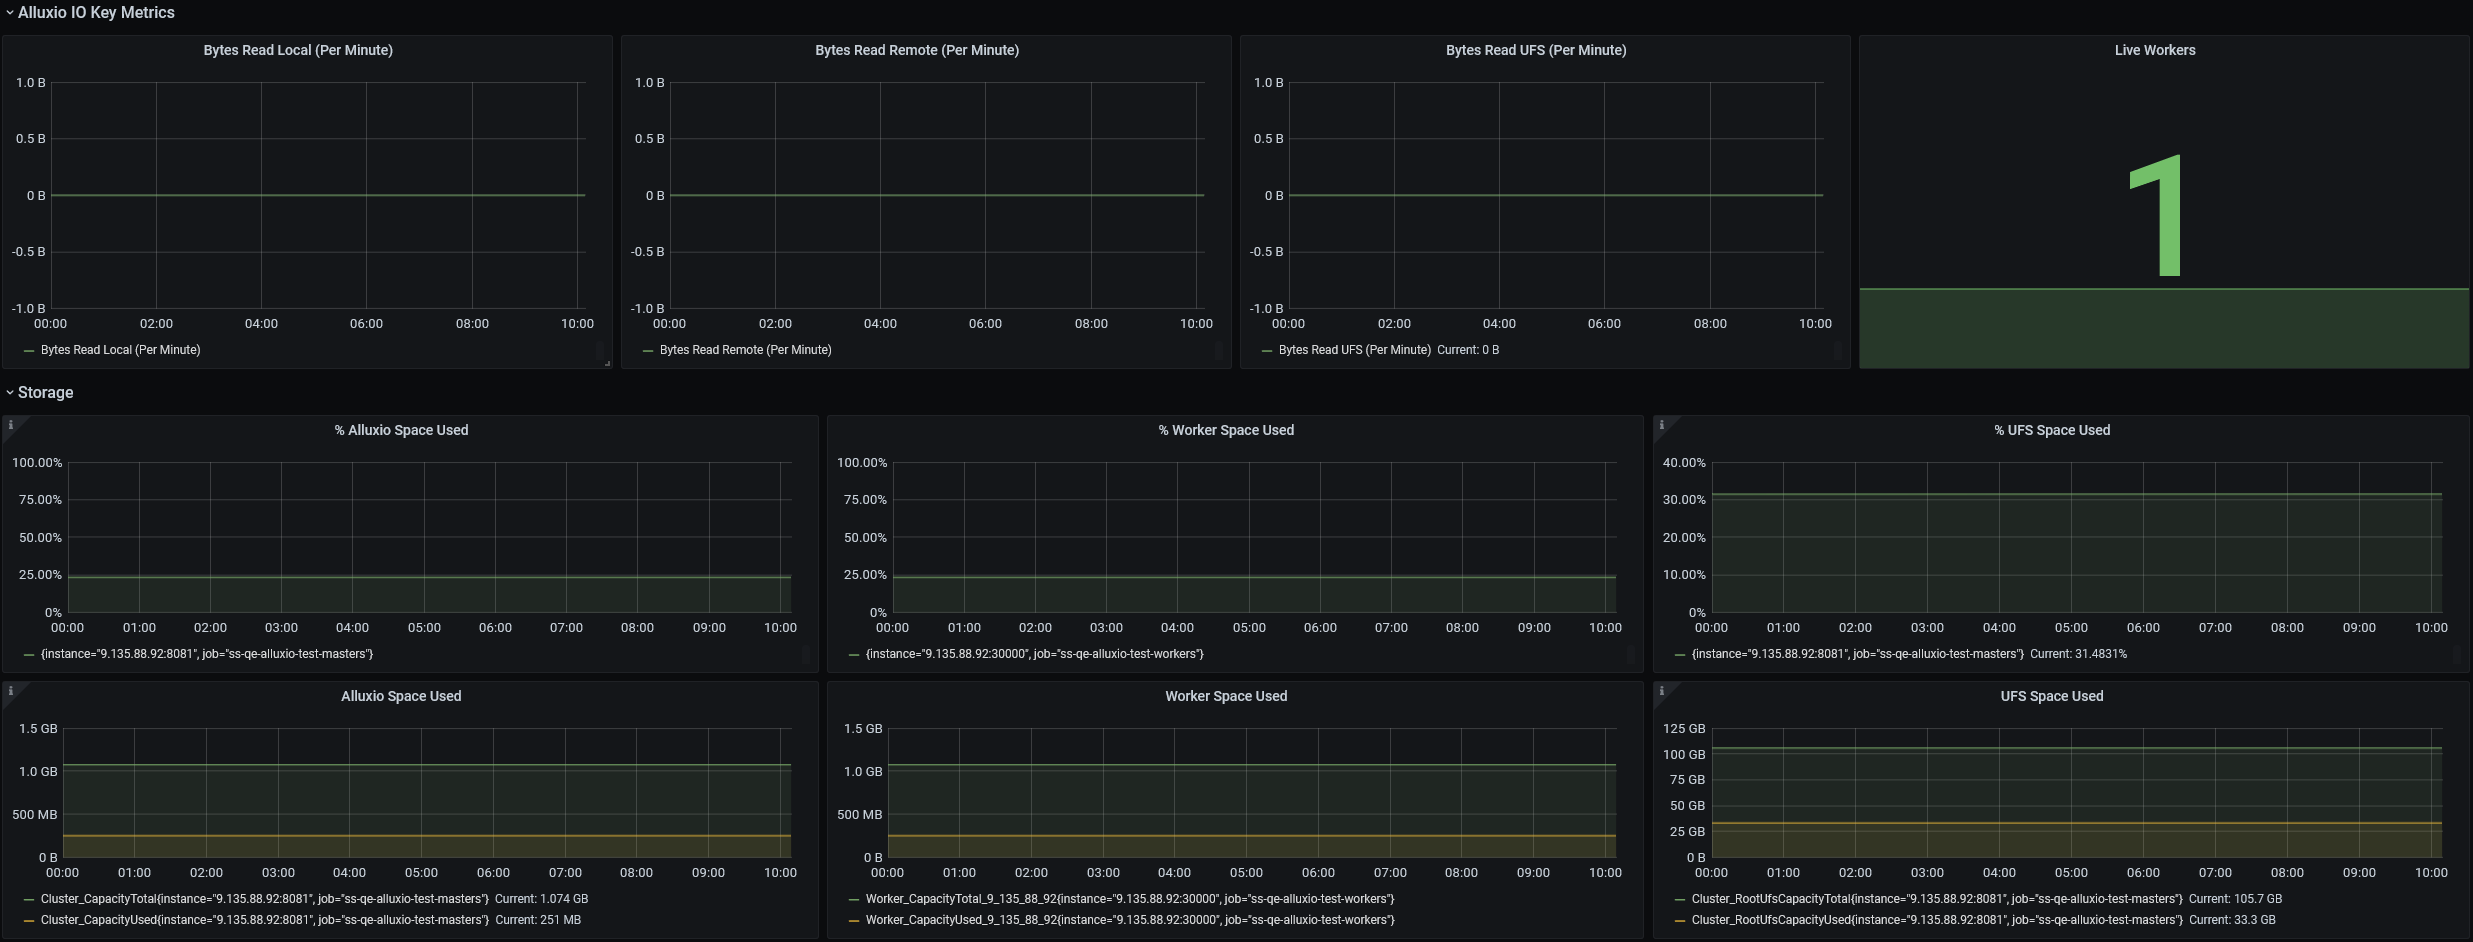 Alluxio IO Key Metrics
Bytes Read Local (Per Minute)
1.0 B
0.5 B
0 B
-0.5 B
-1.0 B
00:00 02:00 04:00 06:00 08:00 10:00
Bytes Read Local (Per Minute)
Bytes Read Remote (Per Minute)
1.0 B
0.5 B
0 B
-0.5 B
-1.0 B
00:00 02:00 04:00 06:00 08:00 10:00
Bytes Read Remote (Per Minute)
Bytes Read UFS (Per Minute)
1.0 B
0.5 B
0 B
-0.5 B
-1.0 B
00:00 02:00 04:00 06:00 08:00 10:00
Bytes Read UFS (Per Minute) Current: 0 B
Live Workers
1
Storage
% Alluxio Space Used
100.00%
75.00%
50.00%
25.00%
0%
00:00 01:00 02:00 03:00 04:00 05:00 06:00 07:00 08:00 09:00 10:00
{instance="9.135.88.92:8081", job="ss-qe-alluxio-test-masters"}
% Worker Space Used
100.00%
75.00%
50.00%
25.00%
0%
00:00 01:00 02:00 03:00 04:00 05:00 06:00 07:00 08:00 09:00 10:00
{instance="9.135.88.92:30000", job="ss-qe-alluxio-test-workers"}
% UFS Space Used
40.00%
30.00%
20.00%
10.00%
0%
00:00 01:00 02:00 03:00 04:00 05:00 06:00 07:00 08:00 09:00 10:00
{instance="9.135.88.92:8081", job="ss-qe-alluxio-test-masters"} Current: 31.4831%
Alluxio Space Used
1.5 GB
1.0 GB
500 MB
0 B
00:00 01:00 02:00 03:00 04:00 05:00 06:00 07:00 08:00 09:00 10:00
Cluster_CapacityTotal{instance="9.135.88.92:8081", job="ss-qe-alluxio-test-masters"} Current: 1.074 GB
Cluster_CapacityUsed{instance="9.135.88.92:8081", job="ss-qe-alluxio-test-masters"} Current: 251 MB
Worker Space Used
1.5 GB
1.0 GB
500 MB
0 B
00:00 01:00 02:00 03:00 04:00 05:00 06:00 07:00 08:00 09:00 10:00
Worker_CapacityTotal_9_135_88_92{instance="9.135.88.92:30000", job="ss-qe-alluxio-test-workers"}
Worker_CapacityUsed_9_135_88_92{instance="9.135.88.92:30000", job="ss-qe-alluxio-test-workers"}
UFS Space Used
125 GB
100 GB
75 GB
50 GB
25 GB
0 B
00:00 01:00 02:00 03:00 04:00 05:00 06:00 07:00 08:00 09:00 10:00
Cluster_RootUfsCapacityTotal{instance="9.135.88.92:8081", job="ss-qe-alluxio-test-masters"} Current: 105.7 GB
Cluster_RootUfsCapacityUsed{instance="9.135.88.92:8081", job="ss-qe-alluxio-test-masters"} Current: 33.3 GB